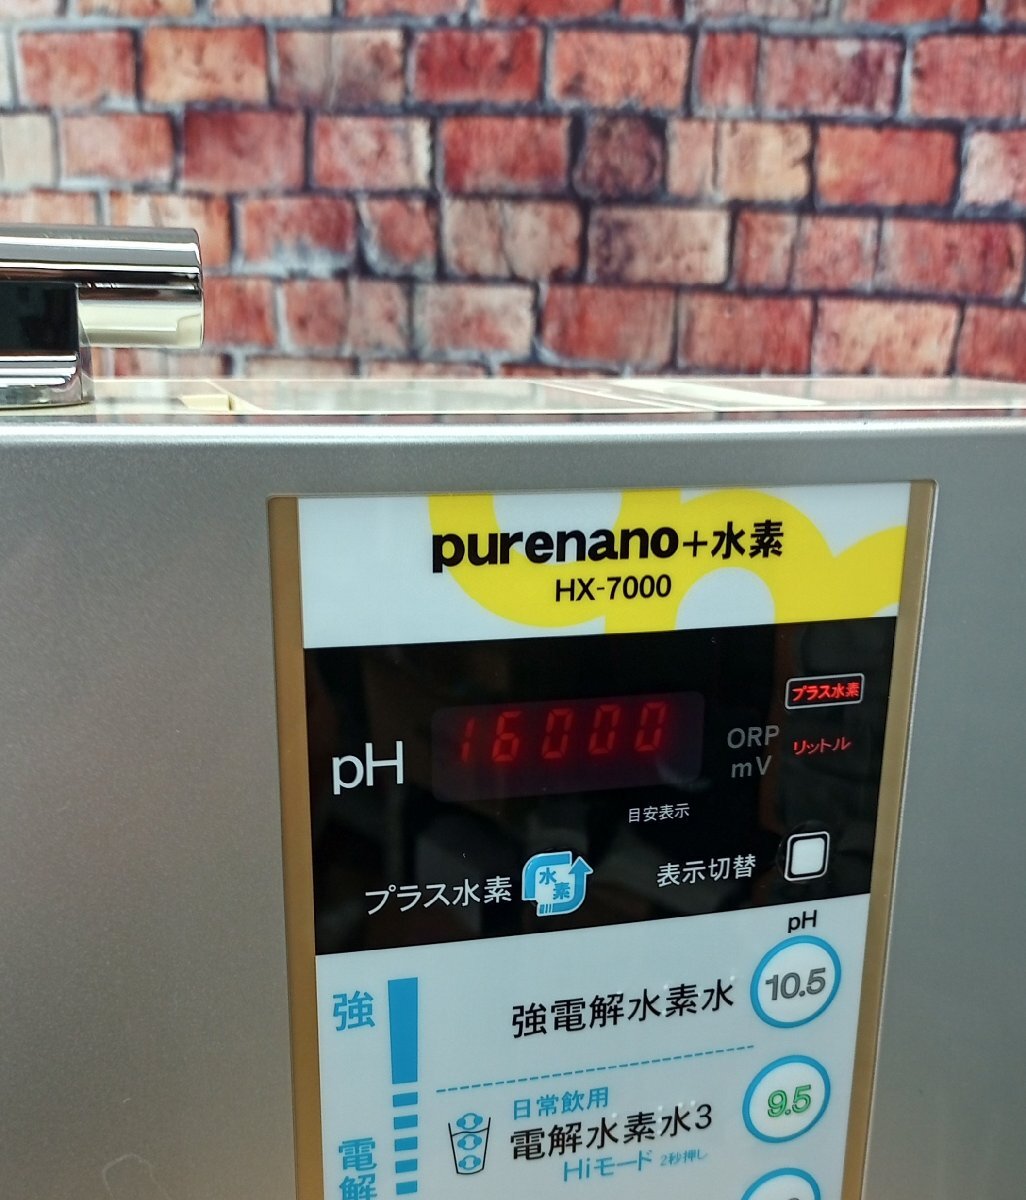 purenano+水素
HX-7000
プラス水素
pH 16000 ORP mV リットル
目安表示
プラス水素 水素 表示切替
pH
強 強電解水素水 10.5
日常飲用
電解水素水3 9.5
Hiモード 2秒押し
電解